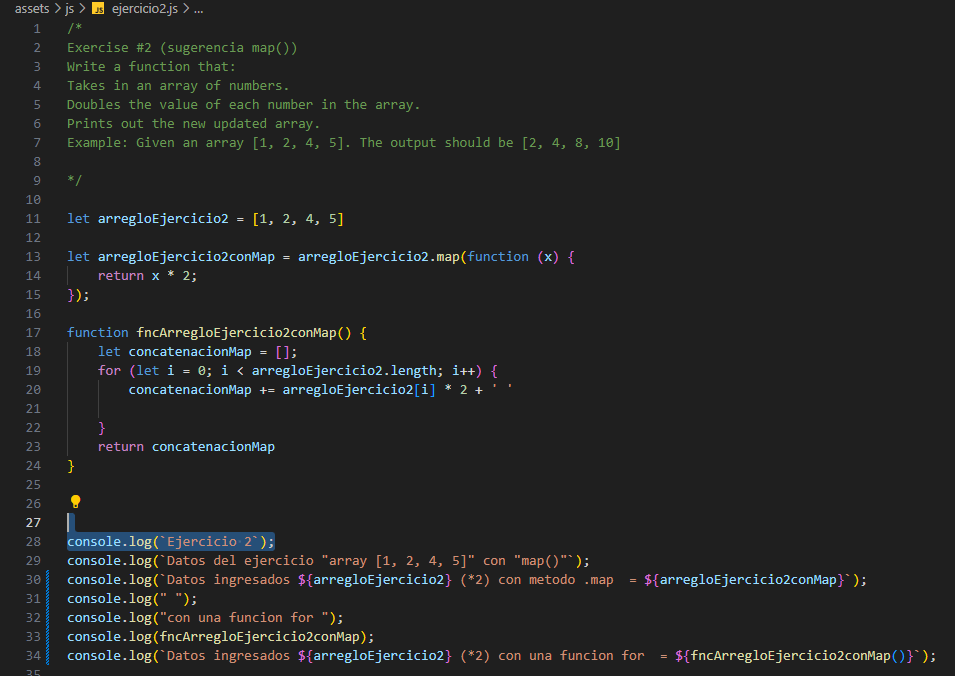 assets > js > JS ejercicio2.js > ...
1 /*
2 Exercise #2 (sugerencia map())
3 Write a function that:
4 Takes in an array of numbers.
5 Doubles the value of each number in the array.
6 Prints out the new updated array.
7 Example: Given an array [1, 2, 4, 5]. The output should be [2, 4, 8, 10]
8
9 */
10
11 let arregloEjercicio2 = [1, 2, 4, 5]
12
13 let arregloEjercicio2conMap = arregloEjercicio2.map(function (x) {
14     return x * 2;
15 });
16
17 function fncArregloEjercicio2conMap() {
18     let concatenacionMap = [];
19     for (let i = 0; i < arregloEjercicio2.length; i++) {
20         concatenacionMap += arregloEjercicio2[i] * 2 + ' '
21
22     }
23     return concatenacionMap
24 }
25
26
27
28 console.log(`Ejercicio 2`);
29 console.log(`Datos del ejercicio "array [1, 2, 4, 5]" con "map()"`);
30 console.log(`Datos ingresados ${arregloEjercicio2} (*2) con metodo .map  = ${arregloEjercicio2conMap}`);
31 console.log(" ");
32 console.log("con una funcion for ");
33 console.log(fncArregloEjercicio2conMap);
34 console.log(`Datos ingresados ${arregloEjercicio2} (*2) con una funcion for  = ${fncArregloEjercicio2conMap()}`);
35